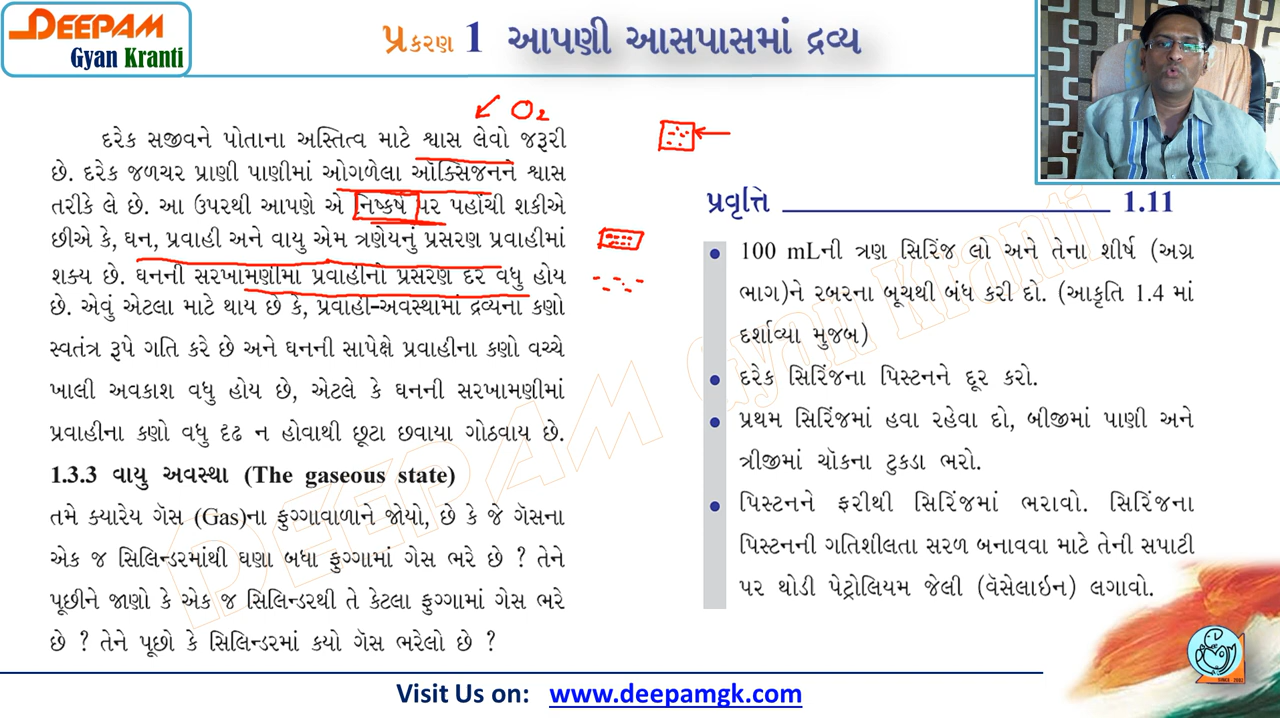 DEEPAM
Gyan Kranti
પ્રકરણ 1 આપણી આસપાસમાં દ્રવ્ય
O2
દરેક સજીવને પોતાના અસ્તિત્વ માટે શ્વાસ લેવો જરૂરી
છે. દરેક જળચર પ્રાણી પાણીમાં ઓગળેલા ઑક્સિજનને શ્વાસ
તરીકે લે છે. આ ઉપરથી આપણે એ નિષ્કર્ષ પર પહોંચી શકીએ
છીએ કે, ઘન, પ્રવાહી અને વાયુ એમ ત્રણેયનું પ્રસરણ પ્રવાહીમાં
શક્ય છે. ઘનની સરખામણીમાં પ્રવાહીનો પ્રસરણ દર વધુ હોય
છે. એવું એટલા માટે થાય છે કે, પ્રવાહી-અવસ્થામાં દ્રવ્યના કણો
સ્વતંત્ર રૂપે ગતિ કરે છે અને ઘનની સાપેક્ષે પ્રવાહીના કણો વચ્ચે
ખાલી અવકાશ વધુ હોય છે, એટલે કે ઘનની સરખામણીમાં
પ્રવાહીના કણો વધુ દૃઢ ન હોવાથી છૂટા છવાયા ગોઠવાય છે.
1.3.3 વાયુ અવસ્થા (The gaseous state)
તમે ક્યારેય ગૅસ (Gas)ના ફુગ્ગાવાળાને જોયો, છે કે જે ગૅસના
એક જ સિલિન્ડરમાંથી ઘણા બધા ફુગ્ગામાં ગેસ ભરે છે ? તેને
પૂછીને જાણો કે એક જ સિલિન્ડરથી તે કેટલા ફુગ્ગામાં ગેસ ભરે
છે ? તેને પૂછો કે સિલિન્ડરમાં કયો ગૅસ ભરેલો છે ?
પ્રવૃત્તિ 1.11
• 100 mLની ત્રણ સિરિંજ લો અને તેના શીર્ષ (અગ્ર
ભાગ)ને રબરના બૂચથી બંધ કરી દો. (આકૃતિ 1.4 માં
દર્શાવ્યા મુજબ)
• દરેક સિરિંજના પિસ્ટનને દૂર કરો.
• પ્રથમ સિરિંજમાં હવા રહેવા દો, બીજીમાં પાણી અને
ત્રીજીમાં ચૉકના ટુકડા ભરો.
• પિસ્ટનને ફરીથી સિરિંજમાં ભરાવો. સિરિંજના
પિસ્ટનની ગતિશીલતા સરળ બનાવવા માટે તેની સપાટી
પર થોડી પેટ્રોલિયમ જેલી (વૅસેલાઇન) લગાવો.
DEEPAM Gyan Kranti
SINCE 2002
Visit Us on: www.deepamgk.com